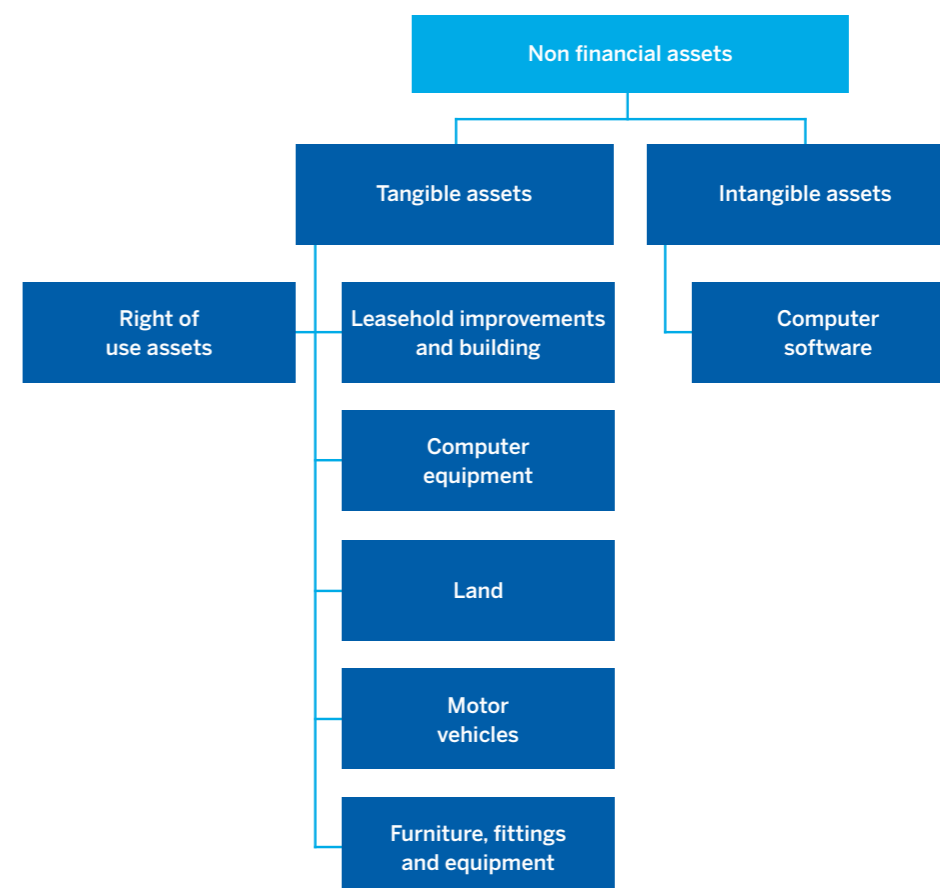 Non financial assets
Tangible assets
Intangible assets
Right of
use assets
Leasehold improvements
and building
Computer
software
Computer
equipment
Land
Motor
vehicles
Furniture, fittings
and equipment